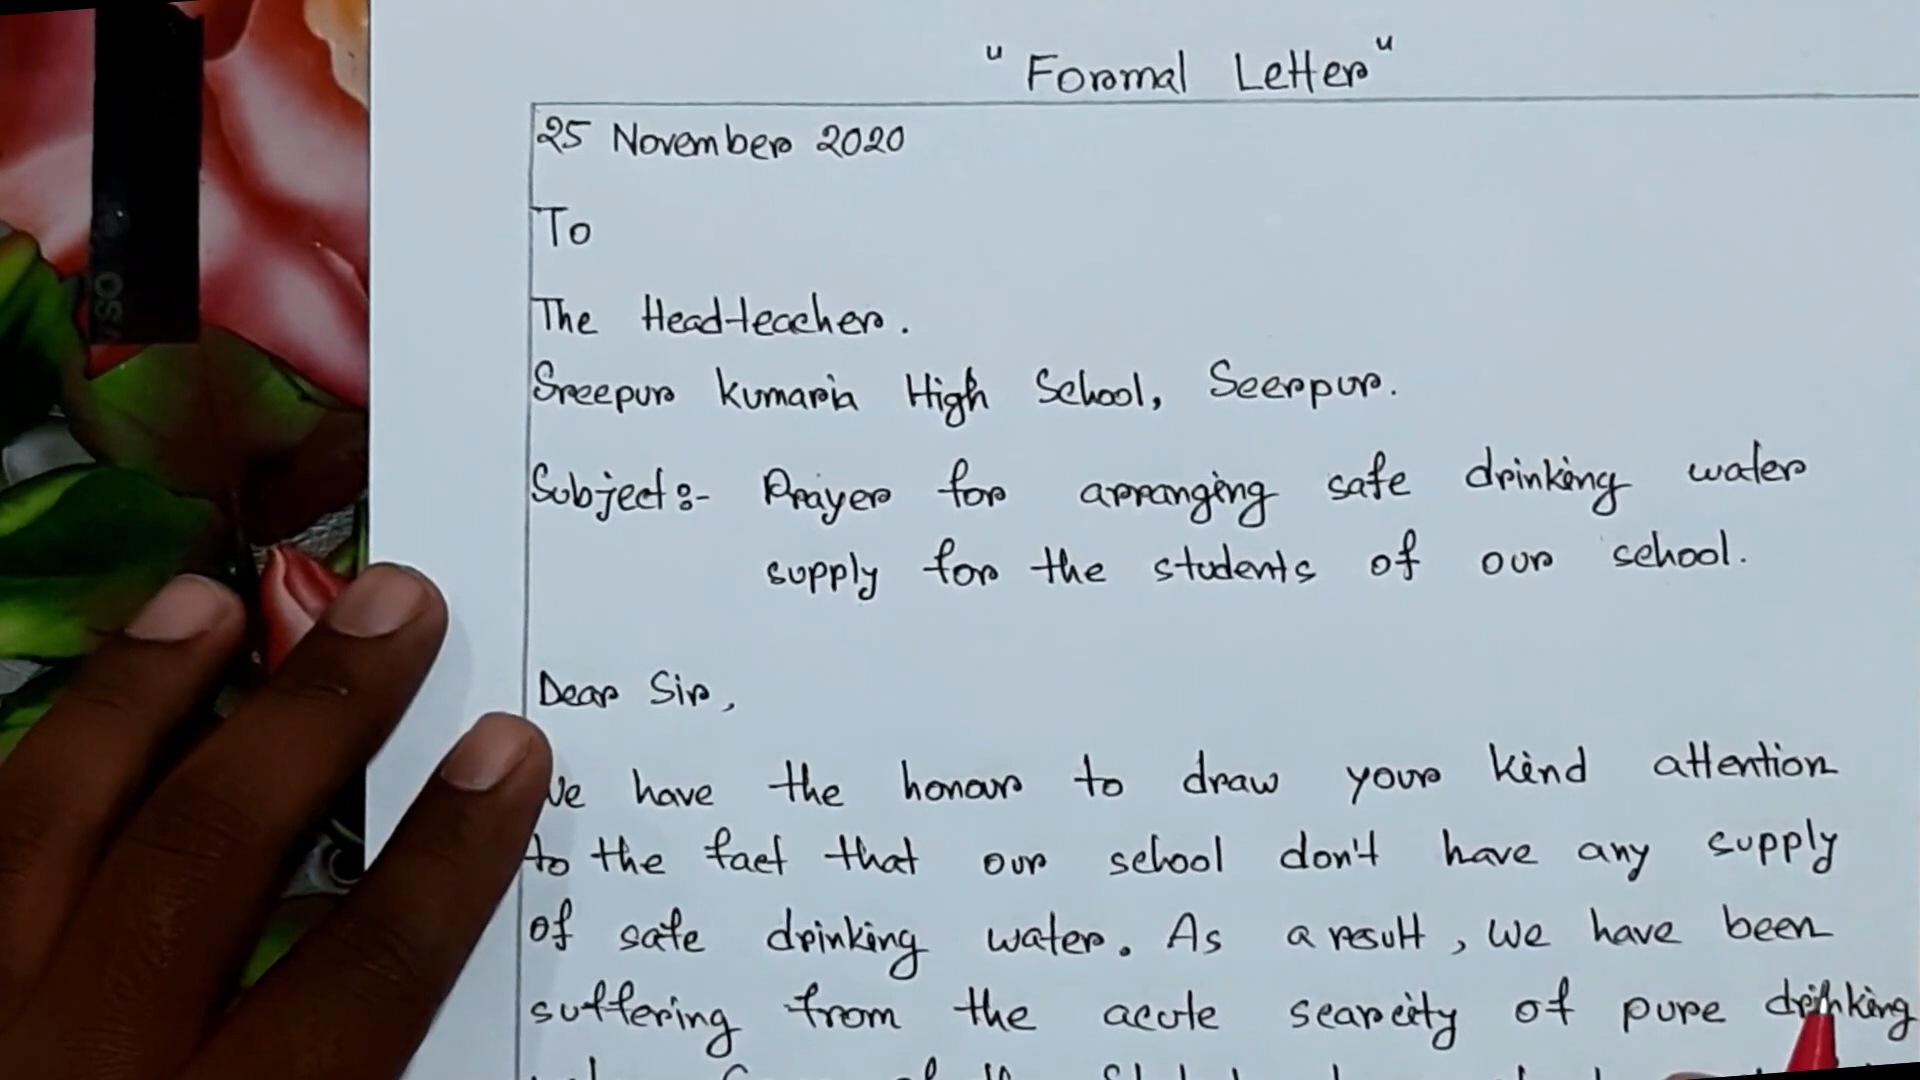 "Formal Letter"
25 November 2020
To
The Headteacher.
Sreepur Kumaria High School, Seerpur.
Subject:- Prayer for arranging safe drinking water
supply for the students of our school.
Dear Sir,
We have the honour to draw your kind attention
to the fact that our school don't have any supply
of safe drinking water. As a result, we have been
suffering from the acute scarcity of pure drinking